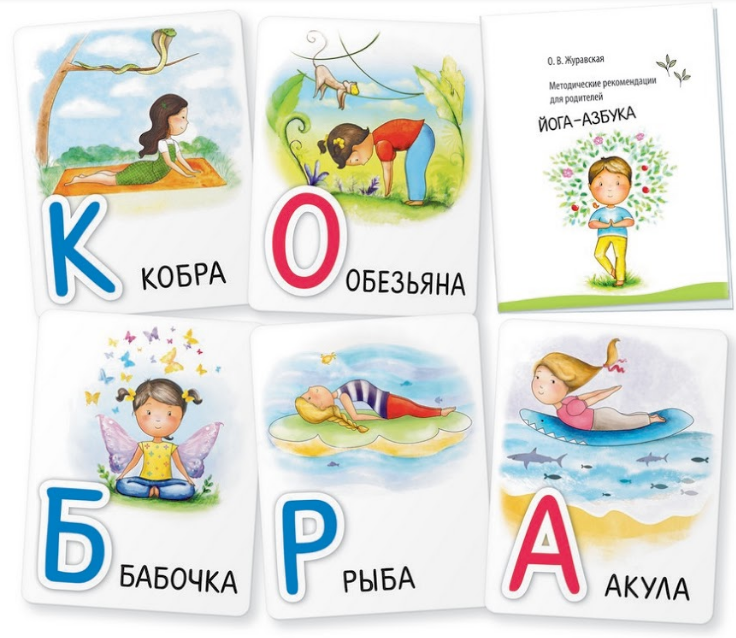 К
КОБРА
О
ОБЕЗЬЯНА
О. В. Журавская
Методические рекомендации
для родителей
ЙОГА-АЗБУКА
Б
БАБОЧКА
Р
РЫБА
А
АКУЛА